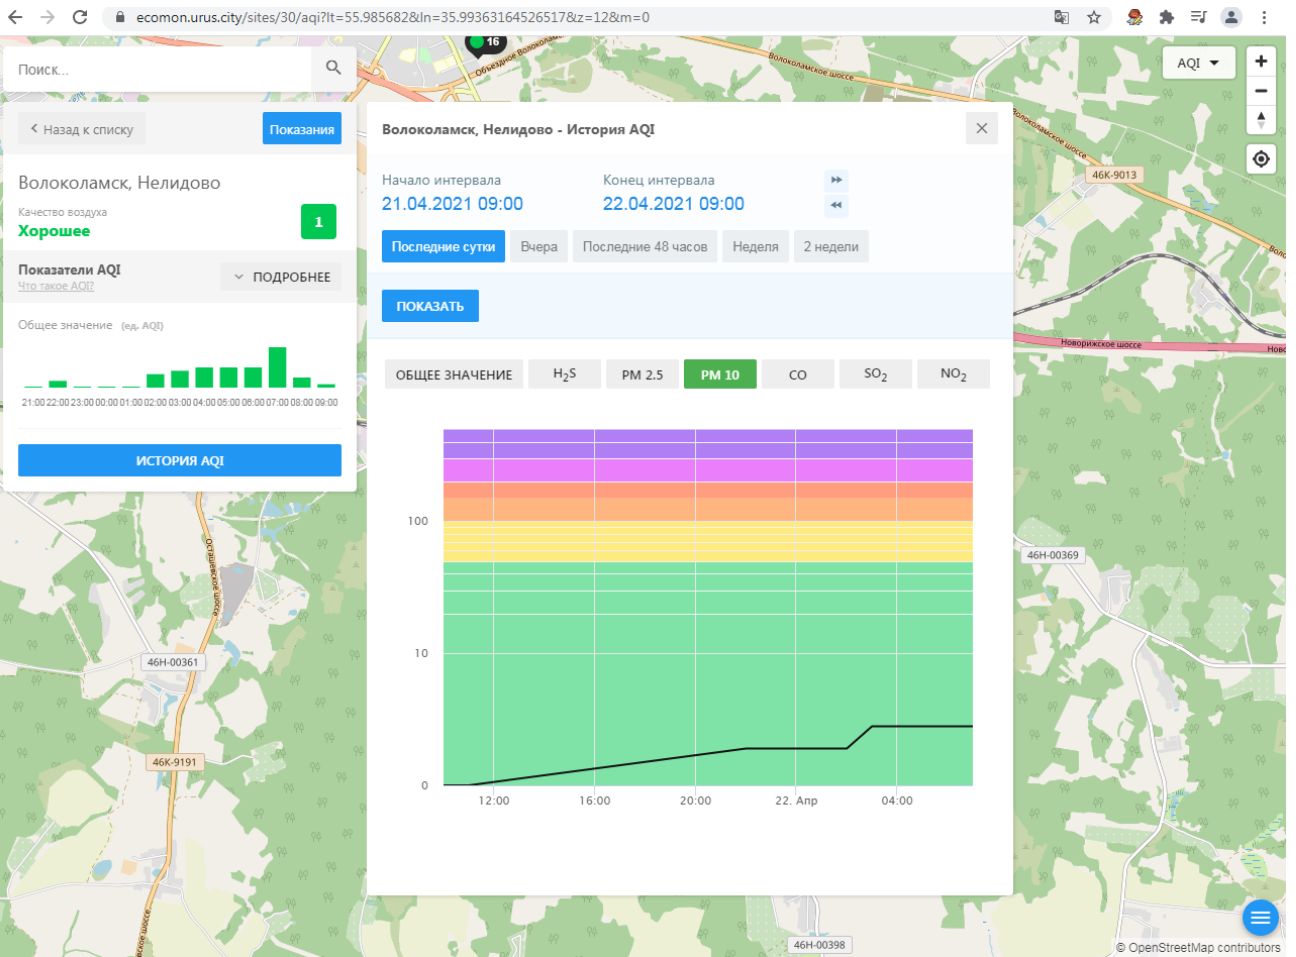 ecomon.urus.city/sites/30/aqi?lt=55.985682&ln=35.99363164526517&z=12&m=0
16
Объездное Волоколамск
Волоколамское шоссе
Поиск...
AQI
+
−
Назад к списку
Показания
Волоколамск, Нелидово
Качество воздуха
Хорошее
1
Показатели AQI
Что такое AQI?
ПОДРОБНЕЕ
Общее значение (ед. AQI)
21:00 22:00 23:00 00:00 01:00 02:00 03:00 04:00 05:00 06:00 07:00 08:00 09:00
ИСТОРИЯ AQI
Волоколамск, Нелидово - История AQI
Начало интервала
Конец интервала
21.04.2021 09:00
22.04.2021 09:00
Последние сутки
Вчера
Последние 48 часов
Неделя
2 недели
ПОКАЗАТЬ
ОБЩЕЕ ЗНАЧЕНИЕ
H2S
PM 2.5
PM 10
CO
SO2
NO2
100
10
0
12:00
16:00
20:00
22. Апр
04:00
Волоколамское шоссе
46К-9013
Новорижское шоссе
Ново
46Н-00369
Осташёвское шоссе
46Н-00361
46К-9191
46Н-00398
© OpenStreetMap contributors